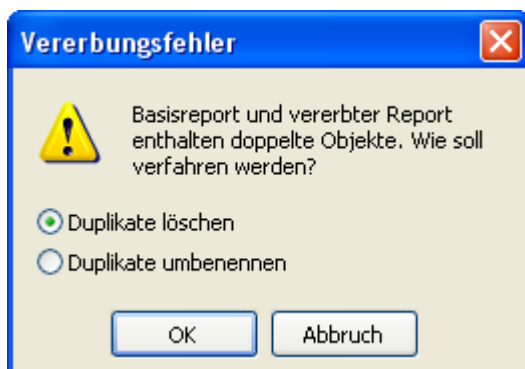 Vererbungsfehler
Basisreport und vererbter Report
enthalten doppelte Objekte. Wie soll
verfahren werden?
Duplikate löschen
Duplikate umbenennen
OK
Abbruch